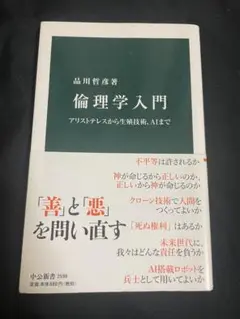 品川哲彦著
倫理学入門
アリストテレスから生殖技術、AIまで
不平等は許されるか
神が命じるから正しいのか、
正しいから神が命じるのか
クローン技術で人間を
つくってよいか
「死ぬ権利」はあるか
未来世代に、
我々はどんな責任を負うか
AI搭載ロボットを
兵士として用いてよいか
「善」と「悪」
を問い直す
中公新書 2598